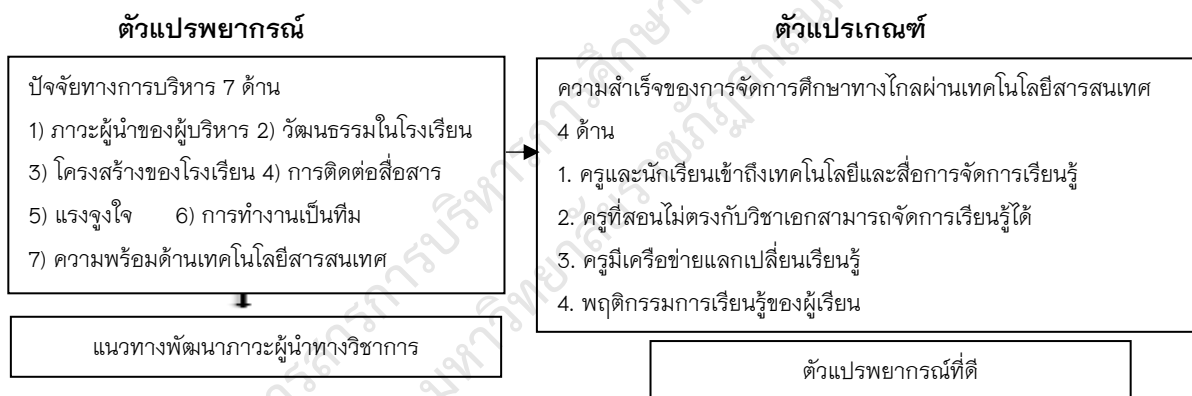 ตัวแปรพยากรณ์
ปัจจัยทางการบริหาร 7 ด้าน
1) ภาวะผู้นำของผู้บริหาร 2) วัฒนธรรมในโรงเรียน
3) โครงสร้างของโรงเรียน 4) การติดต่อสื่อสาร
5) แรงจูงใจ 6) การทำงานเป็นทีม
7) ความพร้อมด้านเทคโนโลยีสารสนเทศ
แนวทางพัฒนาภาวะผู้นำทางวิชาการ
ตัวแปรเกณฑ์
ความสำเร็จของการจัดการศึกษาทางไกลผ่านเทคโนโลยีสารสนเทศ
4 ด้าน
1. ครูและนักเรียนเข้าถึงเทคโนโลยีและสื่อการจัดการเรียนรู้
2. ครูที่สอนไม่ตรงกับวิชาเอกสามารถจัดการเรียนรู้ได้
3. ครูมีเครือข่ายแลกเปลี่ยนเรียนรู้
4. พฤติกรรมการเรียนรู้ของผู้เรียน
ตัวแปรพยากรณ์ที่ดี